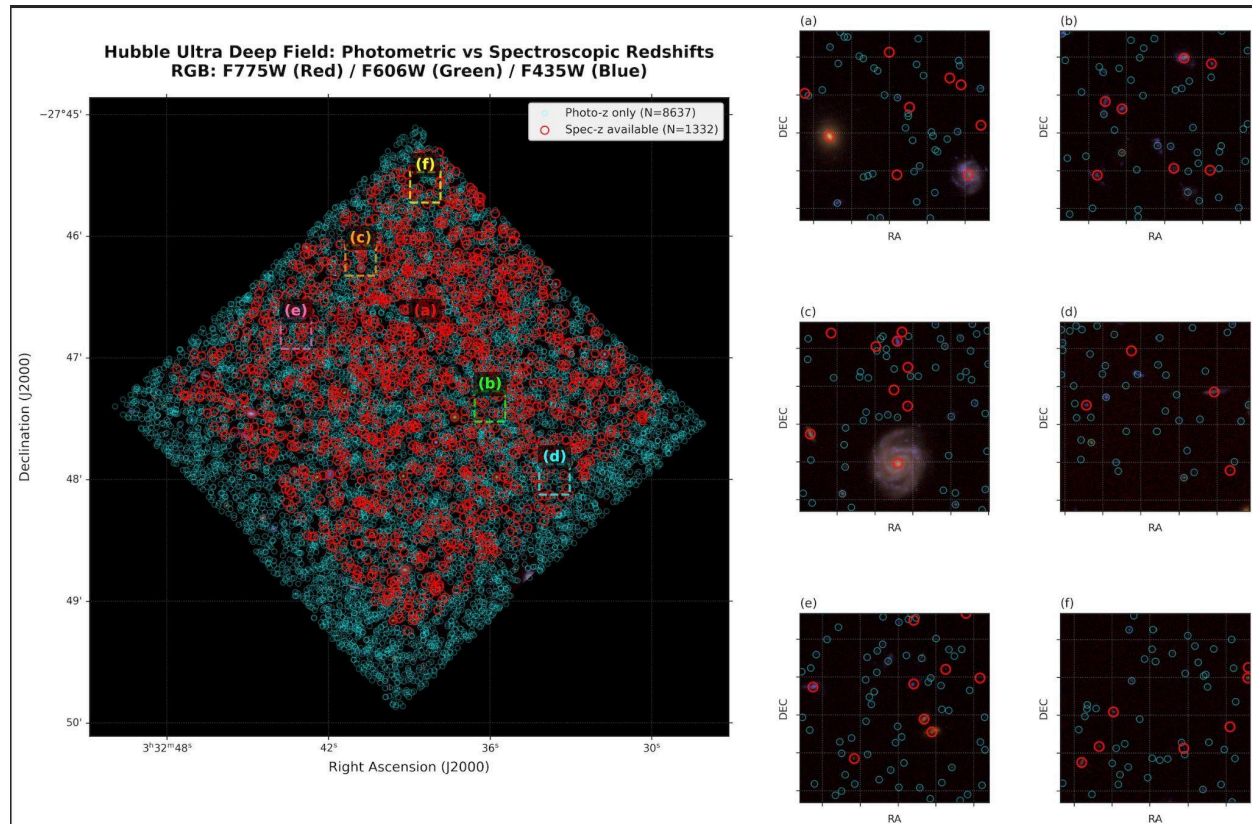 Hubble Ultra Deep Field: Photometric vs Spectroscopic Redshifts
RGB: F775W (Red) / F606W (Green) / F435W (Blue)
Photo-z only (N=8637)
Spec-z available (N=1332)
−27°45'
46'
47'
48'
49'
50'
Declination (J2000)
(f)
(c)
(e)
(a)
(b)
(d)
3ʰ32ᵐ48ˢ
42ˢ
36ˢ
30ˢ
Right Ascension (J2000)
(a)
DEC
RA
(b)
DEC
RA
(c)
DEC
RA
(d)
DEC
RA
(e)
DEC
RA
(f)
DEC
RA